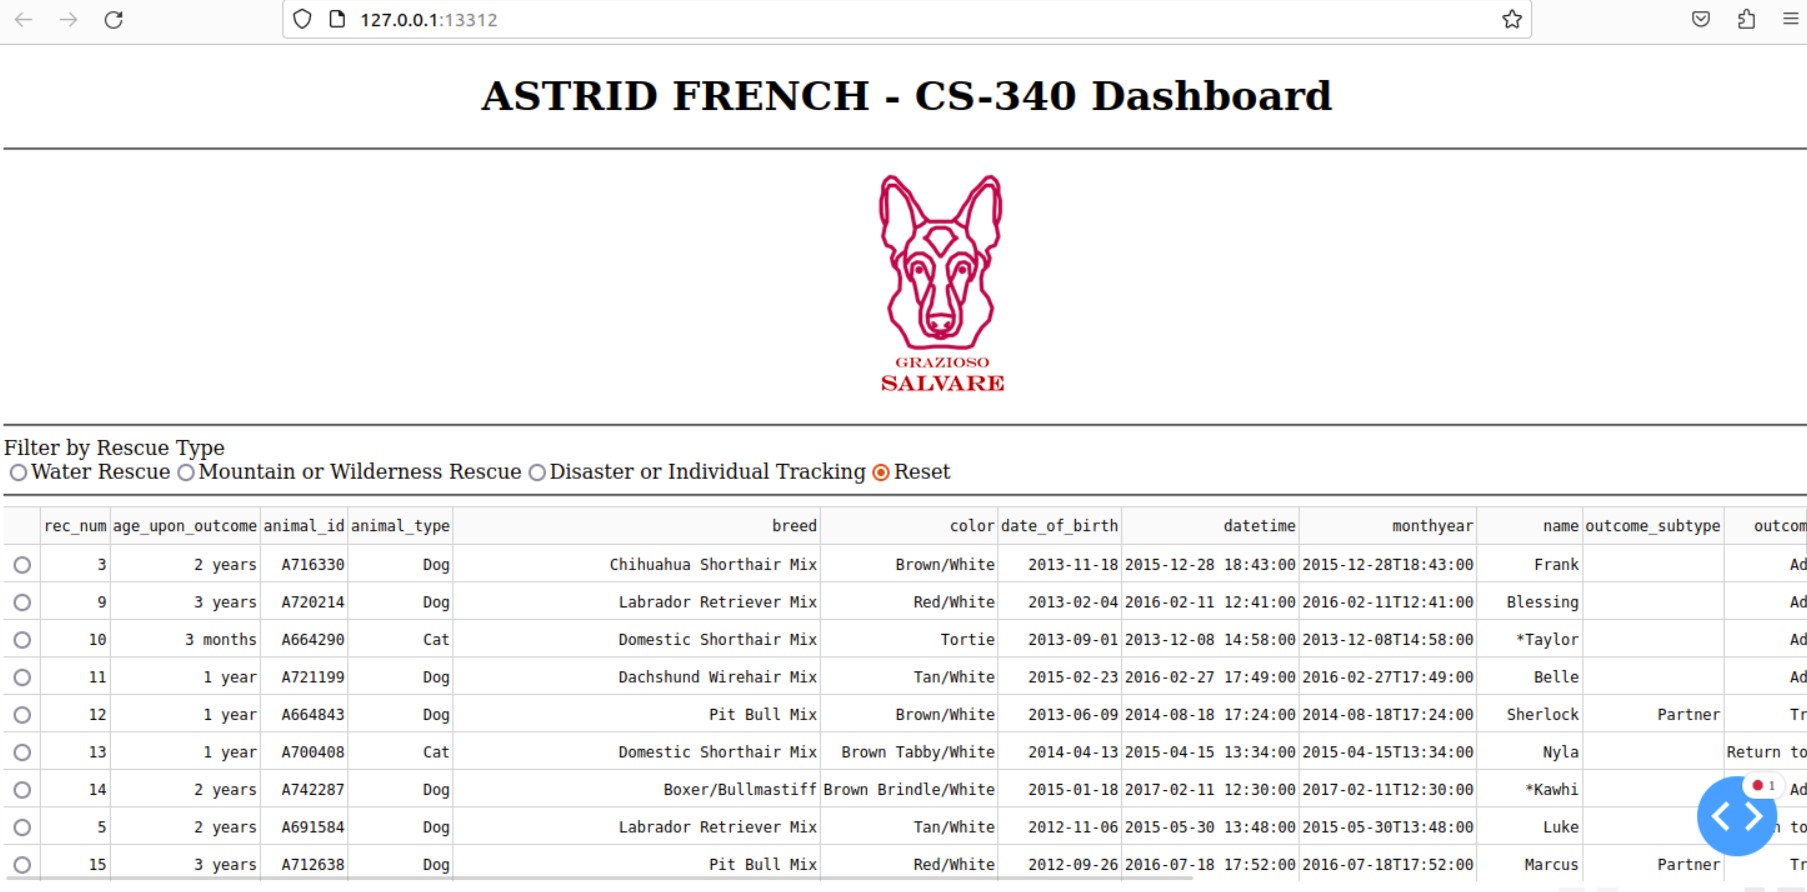 127.0.0.1:13312
ASTRID FRENCH - CS-340 Dashboard
GRAZIOSO
SALVARE
Filter by Rescue Type
Water Rescue Mountain or Wilderness Rescue Disaster or Individual Tracking Reset
rec_num age_upon_outcome animal_id animal_type breed color date_of_birth datetime monthyear name outcome_subtype outcom
3 2 years A716330 Dog Chihuahua Shorthair Mix Brown/White 2013-11-18 2015-12-28 18:43:00 2015-12-28T18:43:00 Frank Ad
9 3 years A720214 Dog Labrador Retriever Mix Red/White 2013-02-04 2016-02-11 12:41:00 2016-02-11T12:41:00 Blessing Ad
10 3 months A664290 Cat Domestic Shorthair Mix Tortie 2013-09-01 2013-12-08 14:58:00 2013-12-08T14:58:00 *Taylor Ad
11 1 year A721199 Dog Dachshund Wirehair Mix Tan/White 2015-02-23 2016-02-27 17:49:00 2016-02-27T17:49:00 Belle Ad
12 1 year A664843 Dog Pit Bull Mix Brown/White 2013-06-09 2014-08-18 17:24:00 2014-08-18T17:24:00 Sherlock Partner Tr
13 1 year A700408 Cat Domestic Shorthair Mix Brown Tabby/White 2014-04-13 2015-04-15 13:34:00 2015-04-15T13:34:00 Nyla Return to
14 2 years A742287 Dog Boxer/Bullmastiff Brown Brindle/White 2015-01-18 2017-02-11 12:30:00 2017-02-11T12:30:00 *Kawhi Ad
1
5 2 years A691584 Dog Labrador Retriever Mix Tan/White 2012-11-06 2015-05-30 13:48:00 2015-05-30T13:48:00 Luke to
15 3 years A712638 Dog Pit Bull Mix Red/White 2012-09-26 2016-07-18 17:52:00 2016-07-18T17:52:00 Marcus Partner Tr